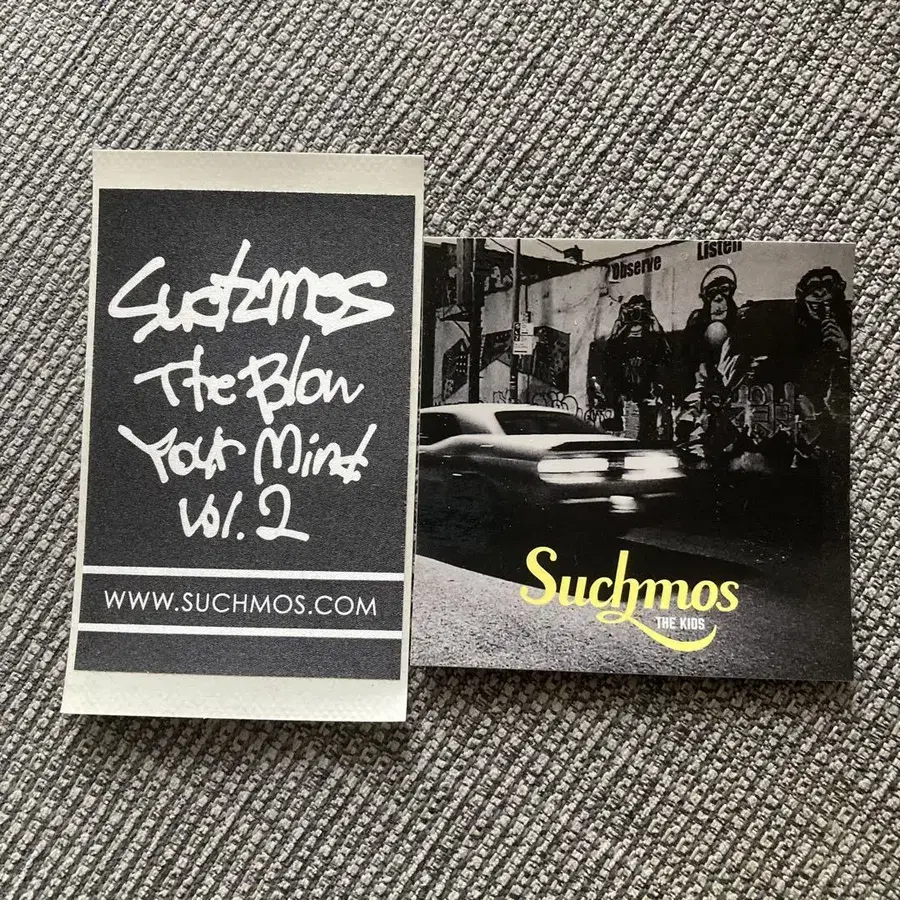 Suchmos
The Blow
Your Mind
Vol. 2
WWW.SUCHMOS.COM
Observe
Listen
Suchmos
THE KIDS